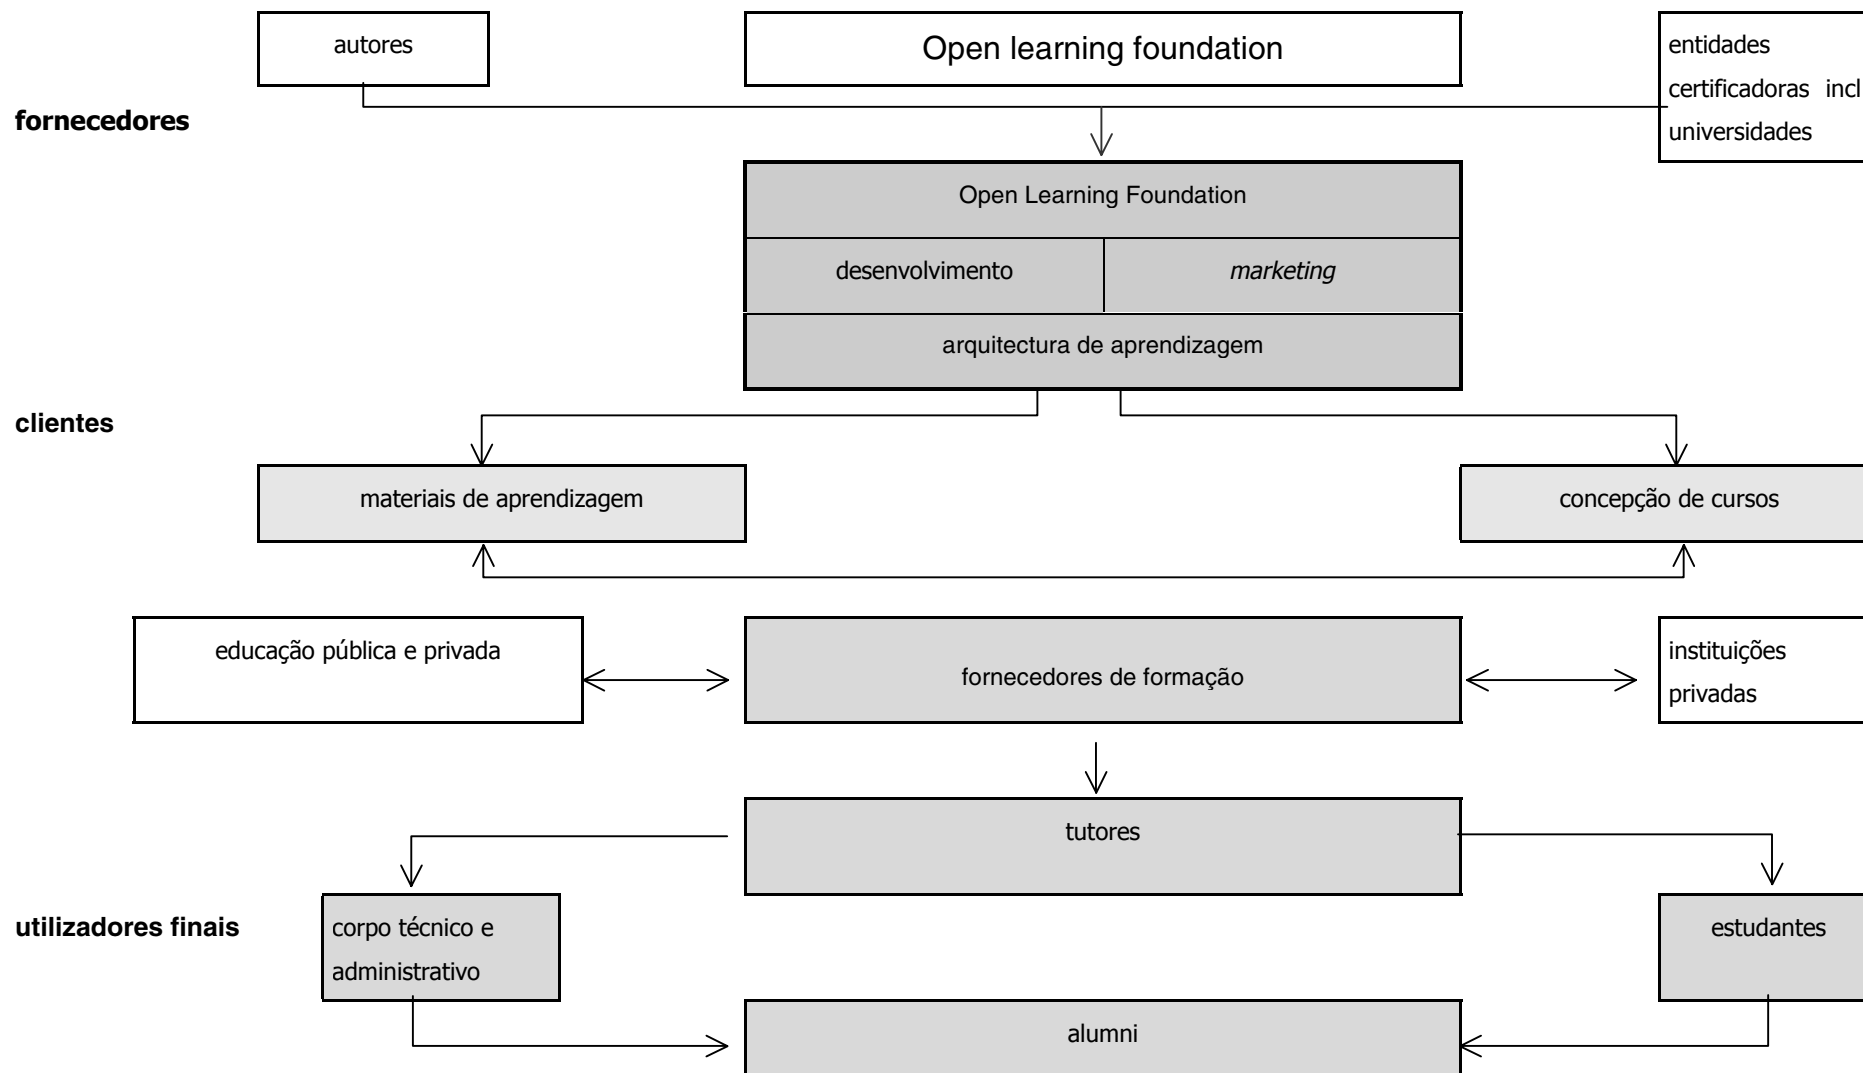 autores
Open learning foundation
entidades
certificadoras incl
universidades
fornecedores
Open Learning Foundation
desenvolvimento
marketing
arquitectura de aprendizagem
clientes
materiais de aprendizagem
concepção de cursos
educação pública e privada
fornecedores de formação
instituições
privadas
tutores
utilizadores finais
corpo técnico e
administrativo
estudantes
alumni